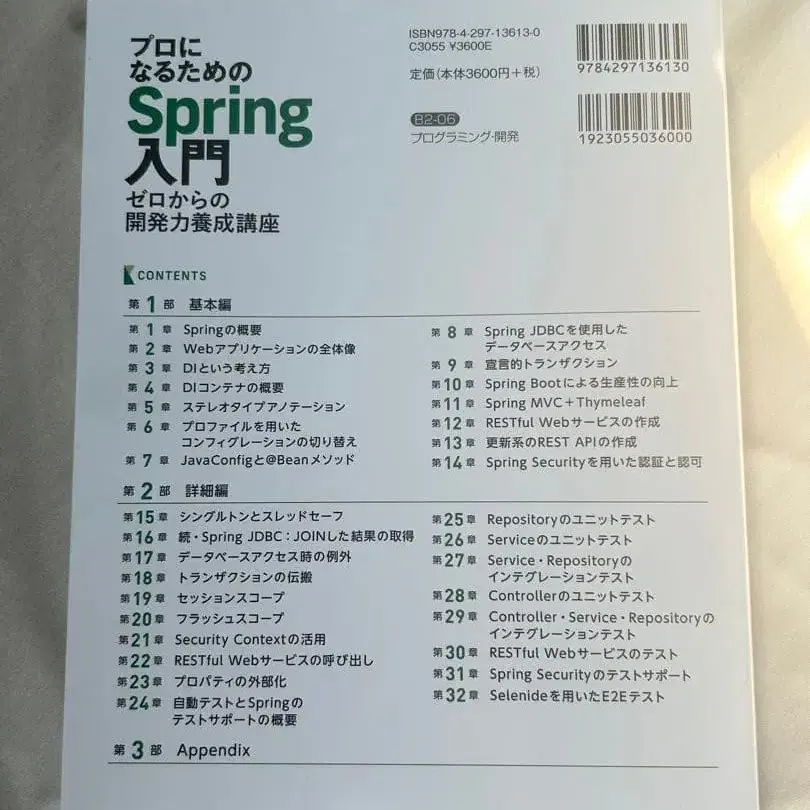 プロに
なるための
Spring
入門
ゼロからの
開発力養成講座
ISBN978-4-297-13613-0
C3055 ¥3600E
定価(本体3600円+税)
B2-06
プログラミング・開発
9784297136130
1923055036000
CONTENTS
第1部 基本編
第1章 Springの概要
第2章 Webアプリケーションの全体像
第3章 DIという考え方
第4章 DIコンテナの概要
第5章 ステレオタイプアノテーション
第6章 プロファイルを用いた
コンフィグレーションの切り替え
第7章 JavaConfigと@Beanメソッド
第8章 Spring JDBCを使用した
データベースアクセス
第9章 宣言的トランザクション
第10章 Spring Bootによる生産性の向上
第11章 Spring MVC+Thymeleaf
第12章 RESTful Webサービスの作成
第13章 更新系のREST APIの作成
第14章 Spring Securityを用いた認証と認可
第2部 詳細編
第15章 シングルトンとスレッドセーフ
第16章 続・Spring JDBC:JOINした結果の取得
第17章 データベースアクセス時の例外
第18章 トランザクションの伝搬
第19章 セッションスコープ
第20章 フラッシュスコープ
第21章 Security Contextの活用
第22章 RESTful Webサービスの呼び出し
第23章 プロパティの外部化
第24章 自動テストとSpringの
テストサポートの概要
第25章 Repositoryのユニットテスト
第26章 Serviceのユニットテスト
第27章 Service・Repositoryの
インテグレーションテスト
第28章 Controllerのユニットテスト
第29章 Controller・Service・Repositoryの
インテグレーションテスト
第30章 RESTful Webサービスのテスト
第31章 Spring Securityのテストサポート
第32章 Selenideを用いたE2Eテスト
第3部 Appendix